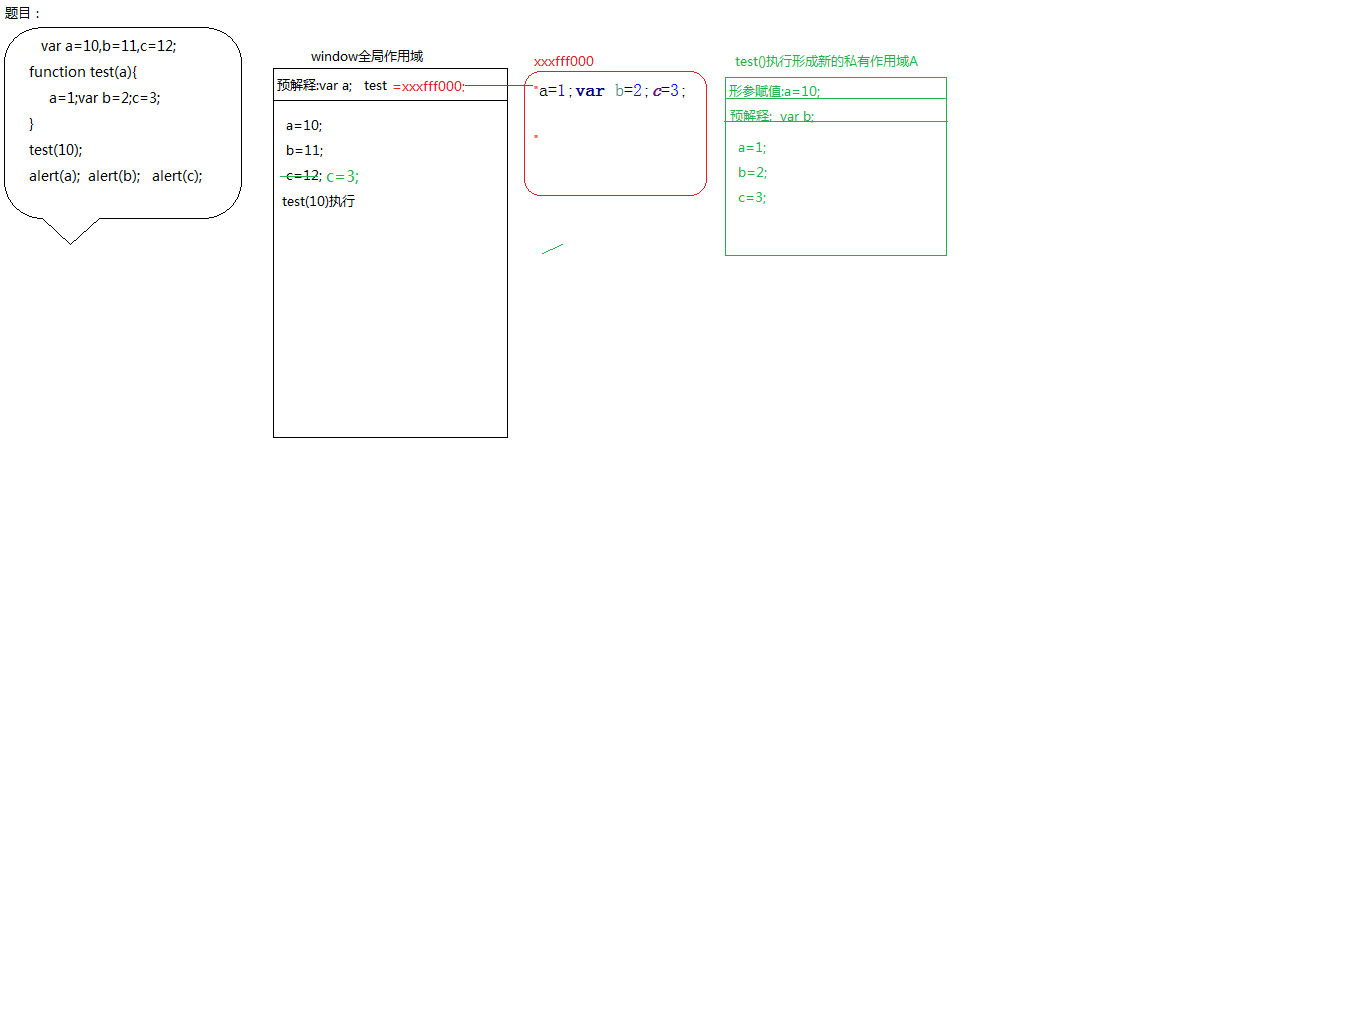 题目：
var a=10,b=11,c=12;
function test(a){
a=1;var b=2;c=3;
}
test(10);
alert(a); alert(b); alert(c);
window全局作用域
预解释:var a; test =xxxfff000;
a=10;
b=11;
c=12; c=3;
test(10)执行
xxxfff000
a=1;var b=2;c=3;
test()执行形成新的私有作用域A
形参赋值:a=10;
预解释; var b;
a=1;
b=2;
c=3;